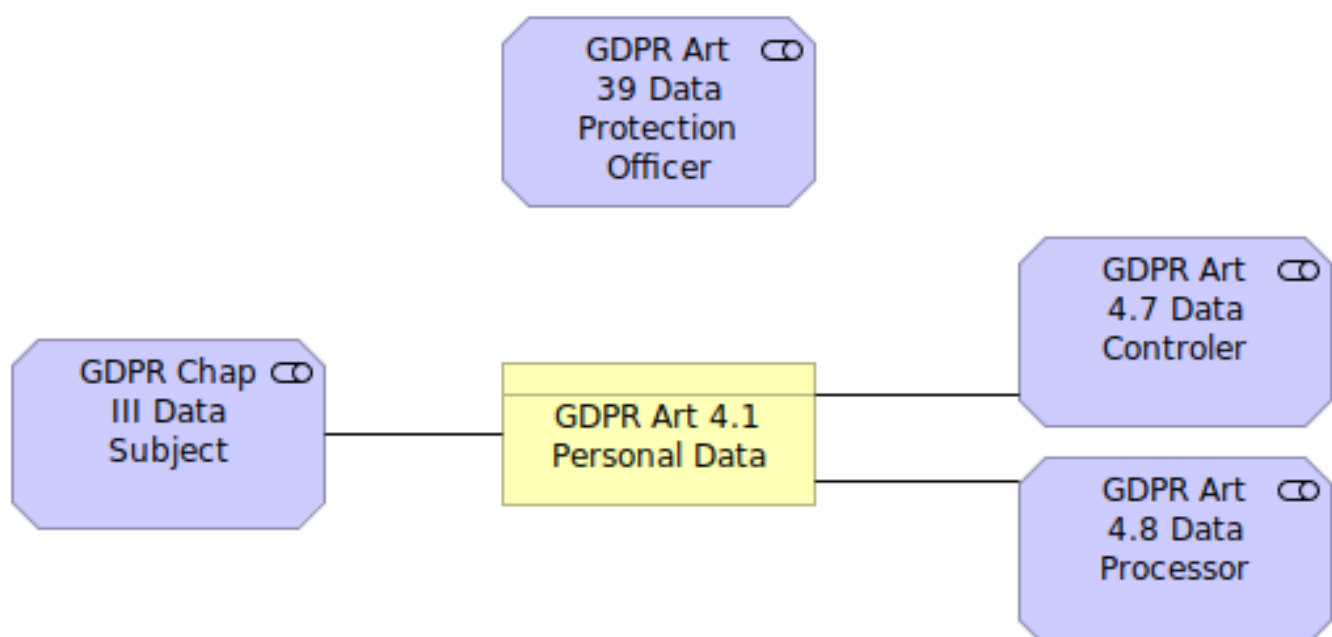 GDPR Art
39 Data
Protection
Officer
GDPR Art
4.7 Data
Controler
GDPR Chap
III Data
Subject
GDPR Art 4.1
Personal Data
GDPR Art
4.8 Data
Processor